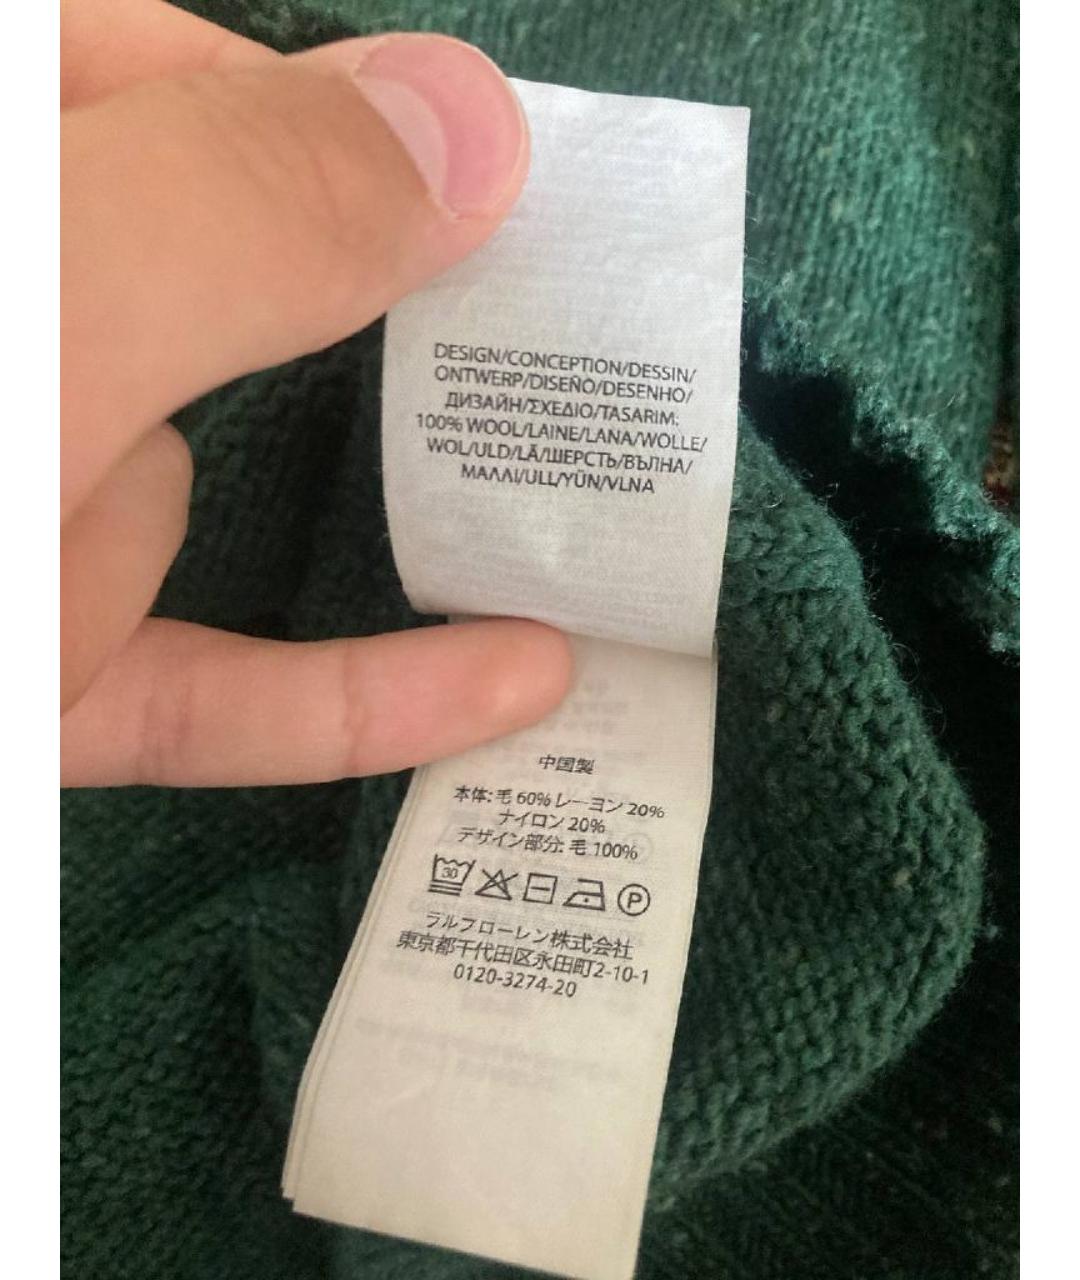 DESIGN/CONCEPTION/DESSIN/
ONTWERP/DISEÑO/DESENHO/
ДИЗАЙН/ΣΧΕΔΙΟ/TASARIM:
100% WOOL/LAINE/LANA/WOLLE/
WOL/ULD/LÃ/ШЕРСТЬ/ВЪЛНА/
ΜΑΛΛΙ/ULL/YÜN/VLNA
中国製
本体: 毛 60% レーヨン 20%
ナイロン 20%
デザイン部分: 毛 100%
30
P
ラルフローレン株式会社
東京都千代田区永田町2-10-1
0120-3274-20